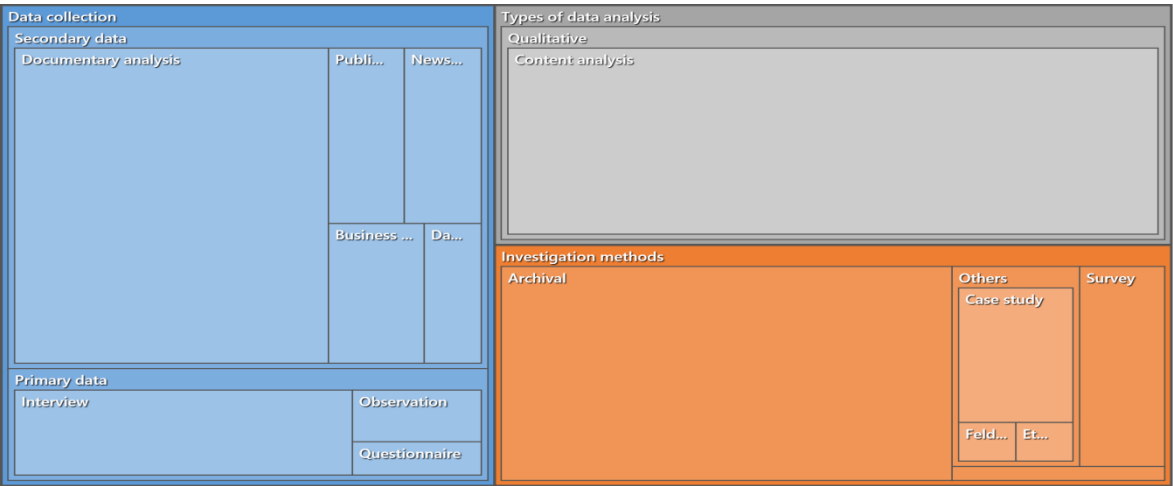 Data collection
Secondary data
Documentary analysis
Publi...
News...
Business ...
Da...
Primary data
Interview
Observation
Questionnaire
Types of data analysis
Qualitative
Content analysis
Investigation methods
Archival
Others
Case study
Feld...
Et...
Survey